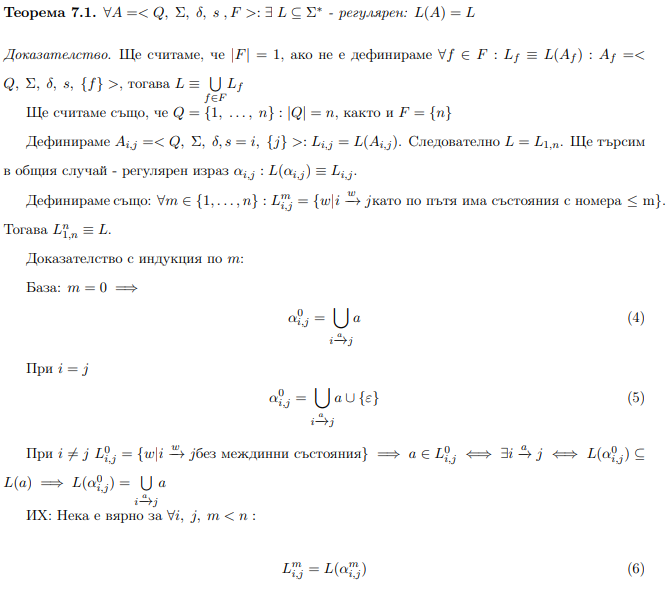 Теорема 7.1. ∀A =< Q, Σ, δ, s ,F >: ∃ L ⊆ Σ* - регулярен: L(A) = L
Доказателство. Ще считаме, че |F| = 1, ако не е дефинираме ∀f ∈ F : L_f ≡ L(A_f) : A_f =<
Q, Σ, δ, s, {f} >, тогава L ≡ ⋃_{f∈F} L_f
Ще считаме също, че Q = {1, ..., n} : |Q| = n, както и F = {n}
Дефинираме A_{i,j} =< Q, Σ, δ, s = i, {j} >: L_{i,j} = L(A_{i,j}). Следователно L = L_{1,n}. Ще търсим
в общия случай - регулярен израз α_{i,j} : L(α_{i,j}) ≡ L_{i,j}.
Дефинираме също: ∀m ∈ {1, ..., n} : L^m_{i,j} = {w|i →^w jкато по пътя има състояния с номера ≤ m}.
Тогава L^n_{1,n} ≡ L.
Доказателство с индукция по m:
База: m = 0 ⟹
α^0_{i,j} = ⋃_{i →^a j} a (4)
При i = j
α^0_{i,j} = ⋃_{i →^a j} a ∪ {ε} (5)
При i ≠ j L^0_{i,j} = {w|i →^w jбез междинни състояния} ⟹ a ∈ L^0_{i,j} ⟺ ∃i →^a j ⟺ L(α^0_{i,j}) ⊆
L(a) ⟹ L(α^0_{i,j}) = ⋃_{i →^a j} a
ИХ: Нека е вярно за ∀i, j, m < n :
L^m_{i,j} = L(α^m_{i,j}) (6)